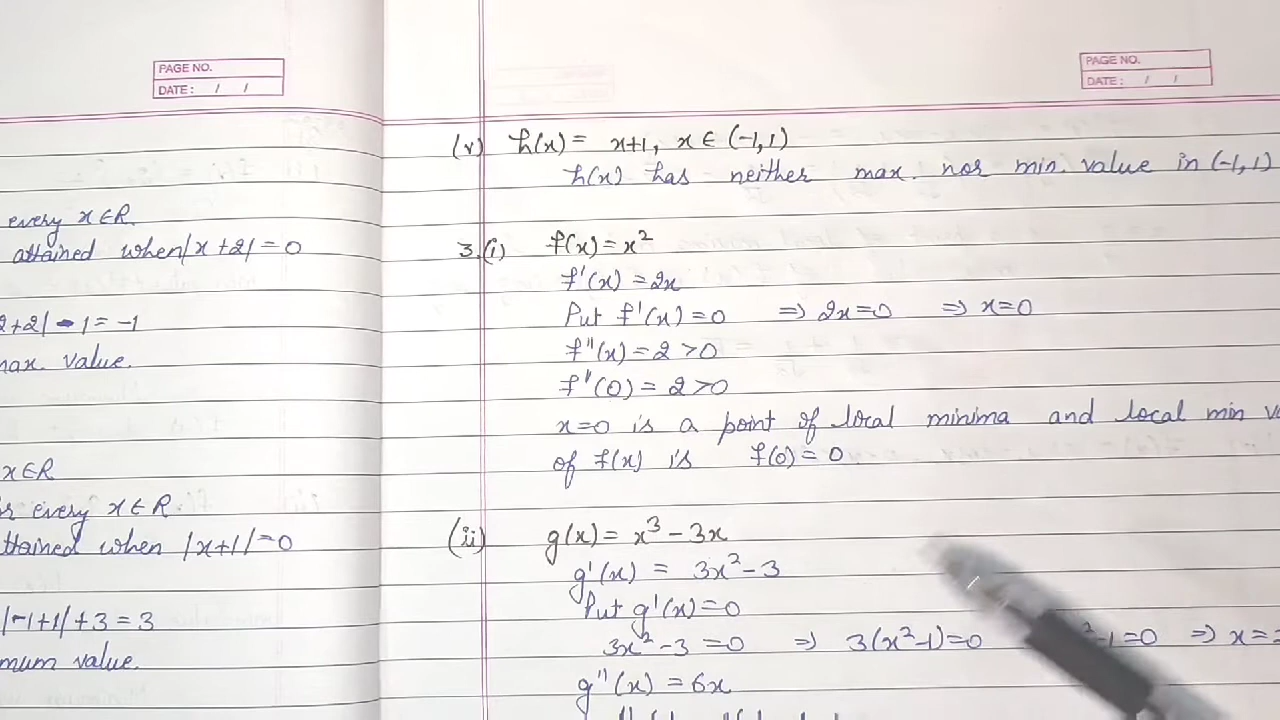 PAGE NO.
DATE : / /
every x∈R.
attained when |x+2| = 0
2+2| - 1 = -1
max. value.
x∈R
every x∈R.
attained when |x+1| = 0
|-1+1| + 3 = 3
value.
PAGE NO.
DATE : / /
(v) h(x) = x+1, x ∈ (-1,1)
h(x) has neither max. nor min. value in (-1,1)
3.(i) f(x) = x²
f'(x) = 2x
Put f'(x) = 0 ⇒ 2x=0 ⇒ x=0
f''(x) = 2 >0
f''(0) = 2 >0
x=0 is a point of local minima and local min
of f(x) is f(0) = 0
(ii) g(x) = x³ - 3x
g'(x) = 3x² - 3
Put g'(x) = 0
3x² - 3 = 0 ⇒ 3(x²-1)=0 ²-1=0 ⇒ x =
g''(x) = 6x